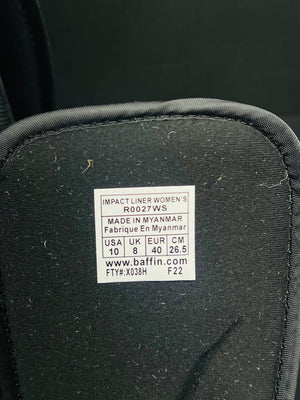 IMPACT LINER WOMEN'S
R0027WS
MADE IN MYANMAR
Fabrique En Myanmar
USA UK EUR CM
10 8 40 26.5
www.baffin.com
FTY#:X038H F22